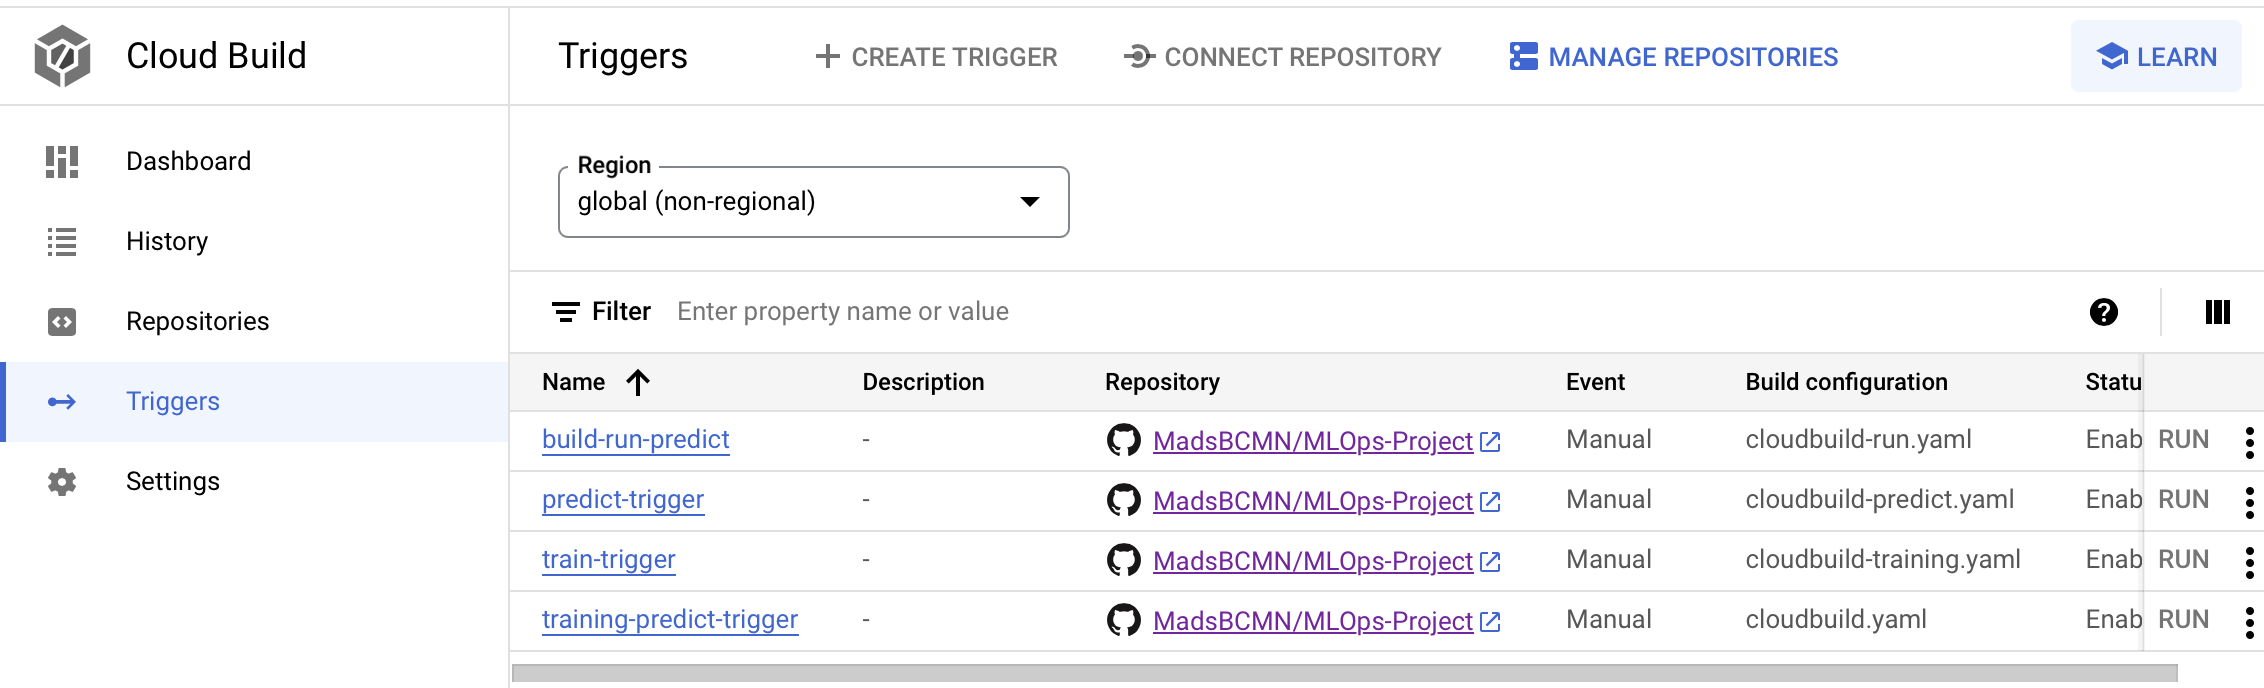 Cloud Build
Triggers
CREATE TRIGGER
CONNECT REPOSITORY
MANAGE REPOSITORIES
LEARN
Dashboard
History
Repositories
Triggers
Settings
Region
global (non-regional)
Filter Enter property name or value
Name Description Repository Event Build configuration Statu
build-run-predict - MadsBCMN/MLOps-Project Manual cloudbuild-run.yaml Enab RUN
predict-trigger - MadsBCMN/MLOps-Project Manual cloudbuild-predict.yaml Enab RUN
train-trigger - MadsBCMN/MLOps-Project Manual cloudbuild-training.yaml Enab RUN
training-predict-trigger - MadsBCMN/MLOps-Project Manual cloudbuild.yaml Enab RUN